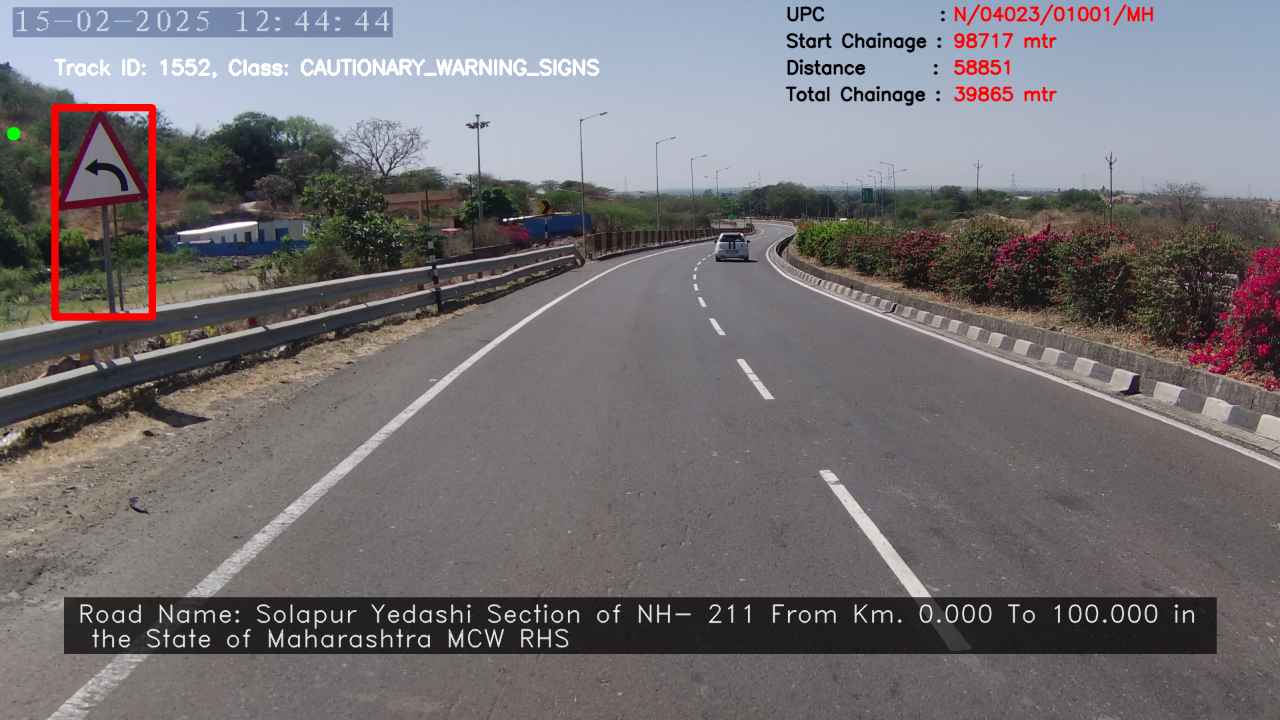 15-02-2025 12:44:44
UPC : N/04023/01001/MH
Start Chainage : 98717 mtr
Distance : 58851
Total Chainage : 39865 mtr
Track ID: 1552, Class: CAUTIONARY_WARNING_SIGNS
Road Name: Solapur Yedashi Section of NH- 211 From Km. 0.000 To 100.000 in
the State of Maharashtra MCW RHS